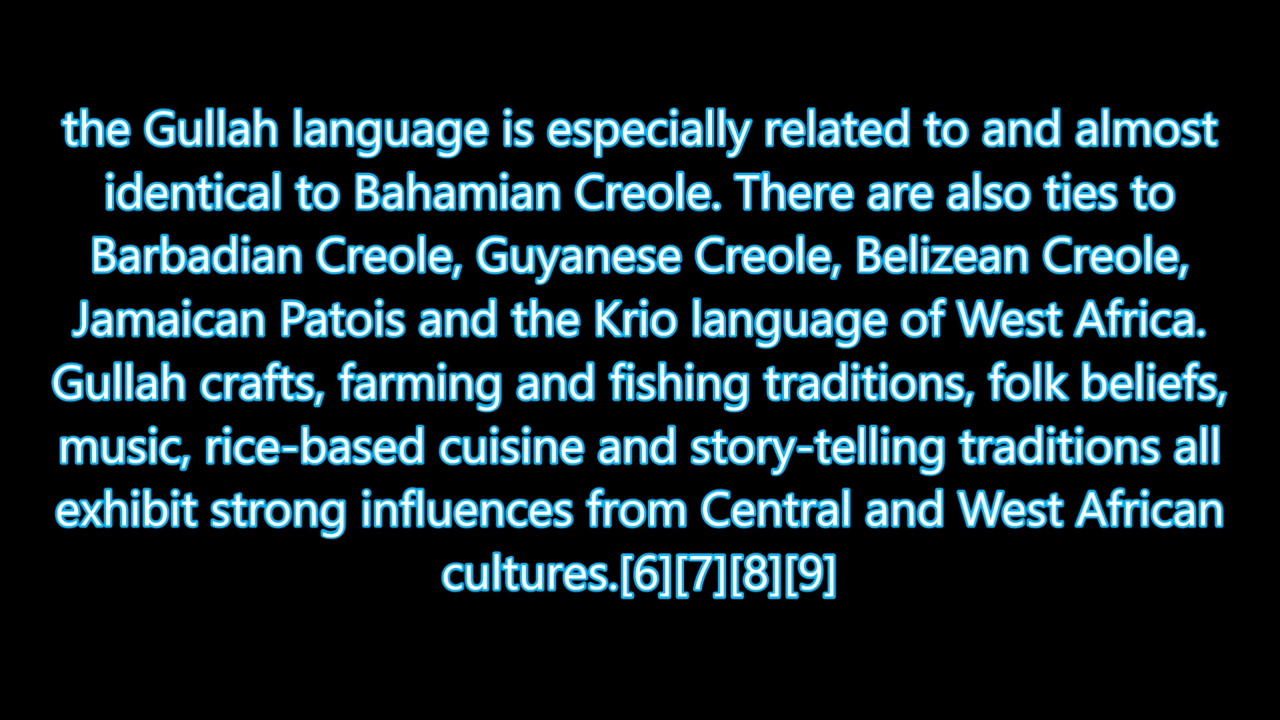 the Gullah language is especially related to and almost
identical to Bahamian Creole. There are also ties to
Barbadian Creole, Guyanese Creole, Belizean Creole,
Jamaican Patois and the Krio language of West Africa.
Gullah crafts, farming and fishing traditions, folk beliefs,
music, rice-based cuisine and story-telling traditions all
exhibit strong influences from Central and West African
cultures.[6][7][8][9]